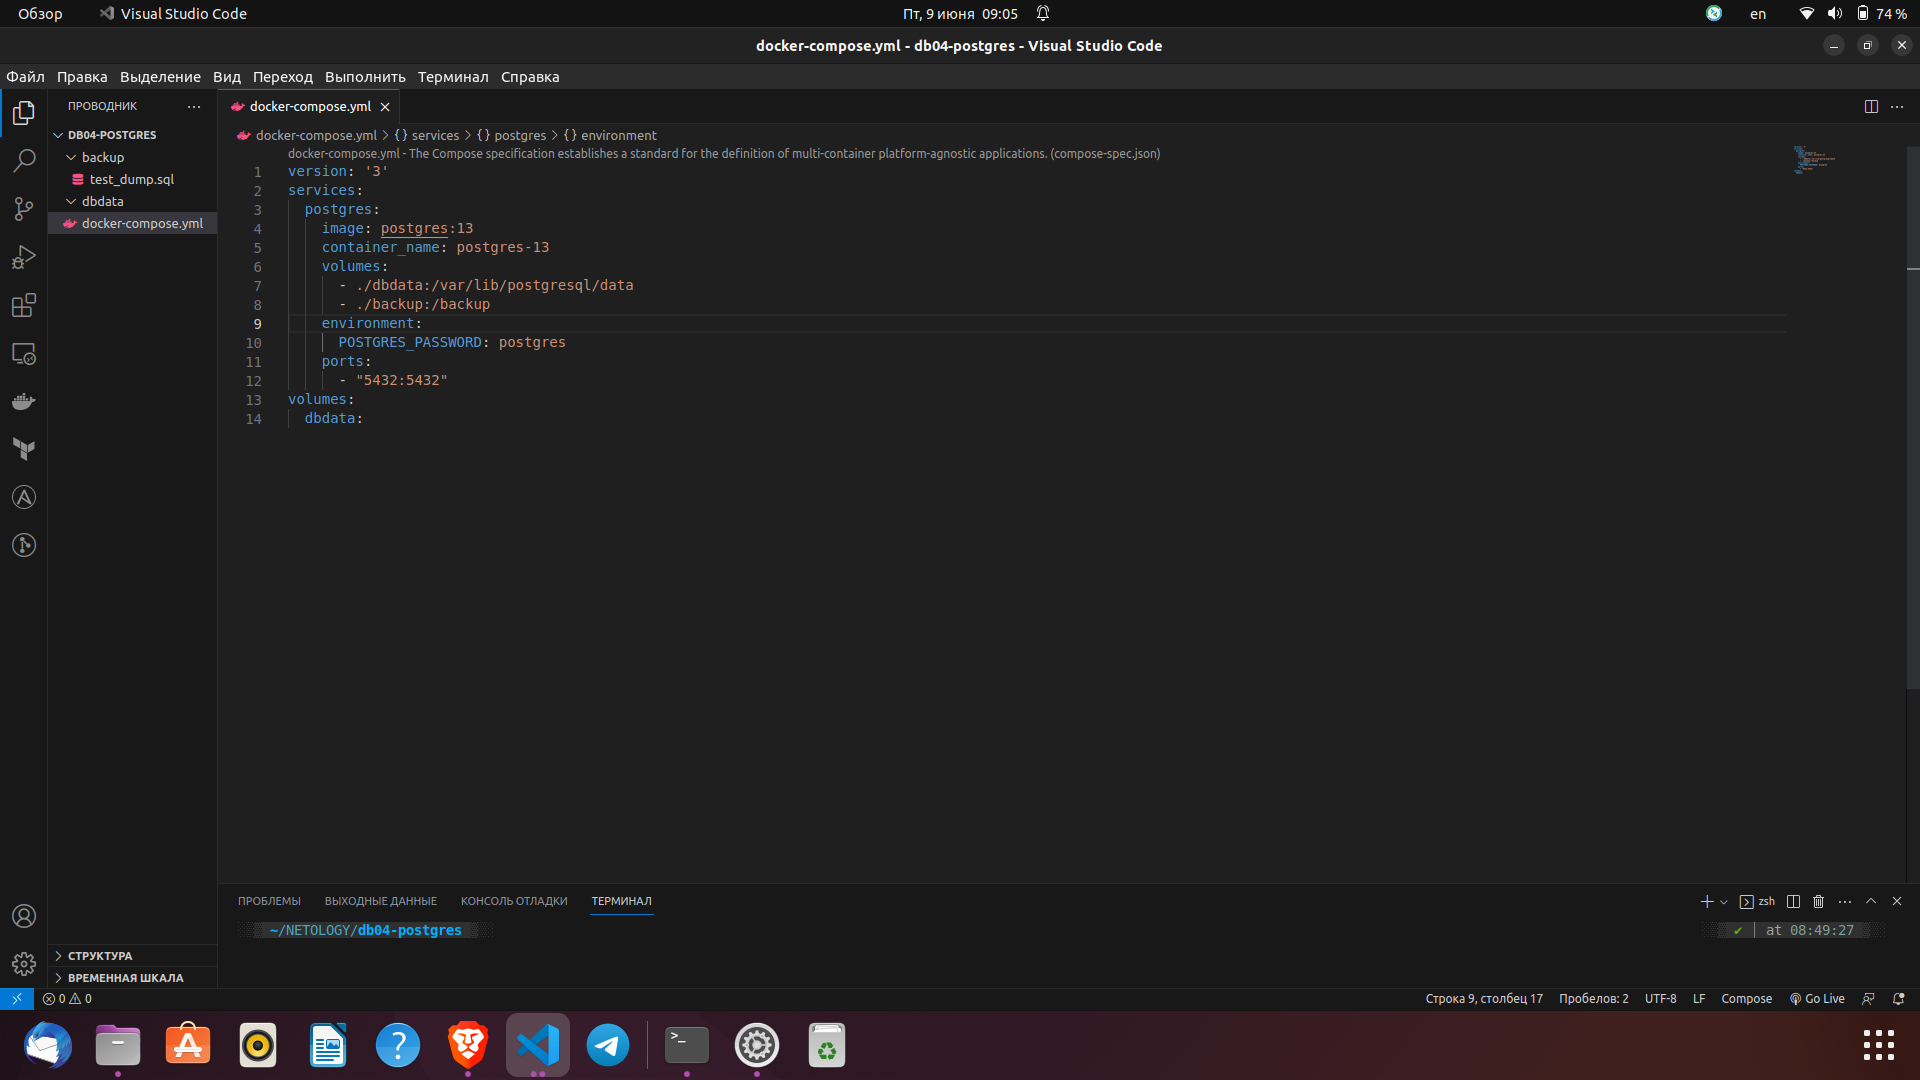 Обзор
Visual Studio Code
Пт, 9 июня 09:05
en
74 %
docker-compose.yml - db04-postgres - Visual Studio Code
Файл Правка Выделение Вид Переход Выполнить Терминал Справка
ПРОВОДНИК
DB04-POSTGRES
backup
test_dump.sql
dbdata
docker-compose.yml
СТРУКТУРА
ВРЕМЕННАЯ ШКАЛА
docker-compose.yml
docker-compose.yml > {} services > {} postgres > {} environment
docker-compose.yml - The Compose specification establishes a standard for the definition of multi-container platform-agnostic applications. (compose-spec.json)
1 version: '3'
2 services:
3 postgres:
4 image: postgres:13
5 container_name: postgres-13
6 volumes:
7 - ./dbdata:/var/lib/postgresql/data
8 - ./backup:/backup
9 environment:
10 POSTGRES_PASSWORD: postgres
11 ports:
12 - "5432:5432"
13 volumes:
14 dbdata:
ПРОБЛЕМЫ ВЫХОДНЫЕ ДАННЫЕ КОНСОЛЬ ОТЛАДКИ ТЕРМИНАЛ
zsh
~/NETOLOGY/db04-postgres
✔ | at 08:49:27
0 0
Строка 9, столбец 17 Пробелов: 2 UTF-8 LF Compose Go Live